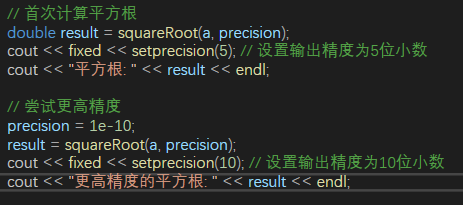 // 首次计算平方根
double result = squareRoot(a, precision);
cout << fixed << setprecision(5); // 设置输出精度为5位小数
cout << "平方根: " << result << endl;
// 尝试更高精度
precision = 1e-10;
result = squareRoot(a, precision);
cout << fixed << setprecision(10); // 设置输出精度为10位小数
cout << "更高精度的平方根: " << result << endl;